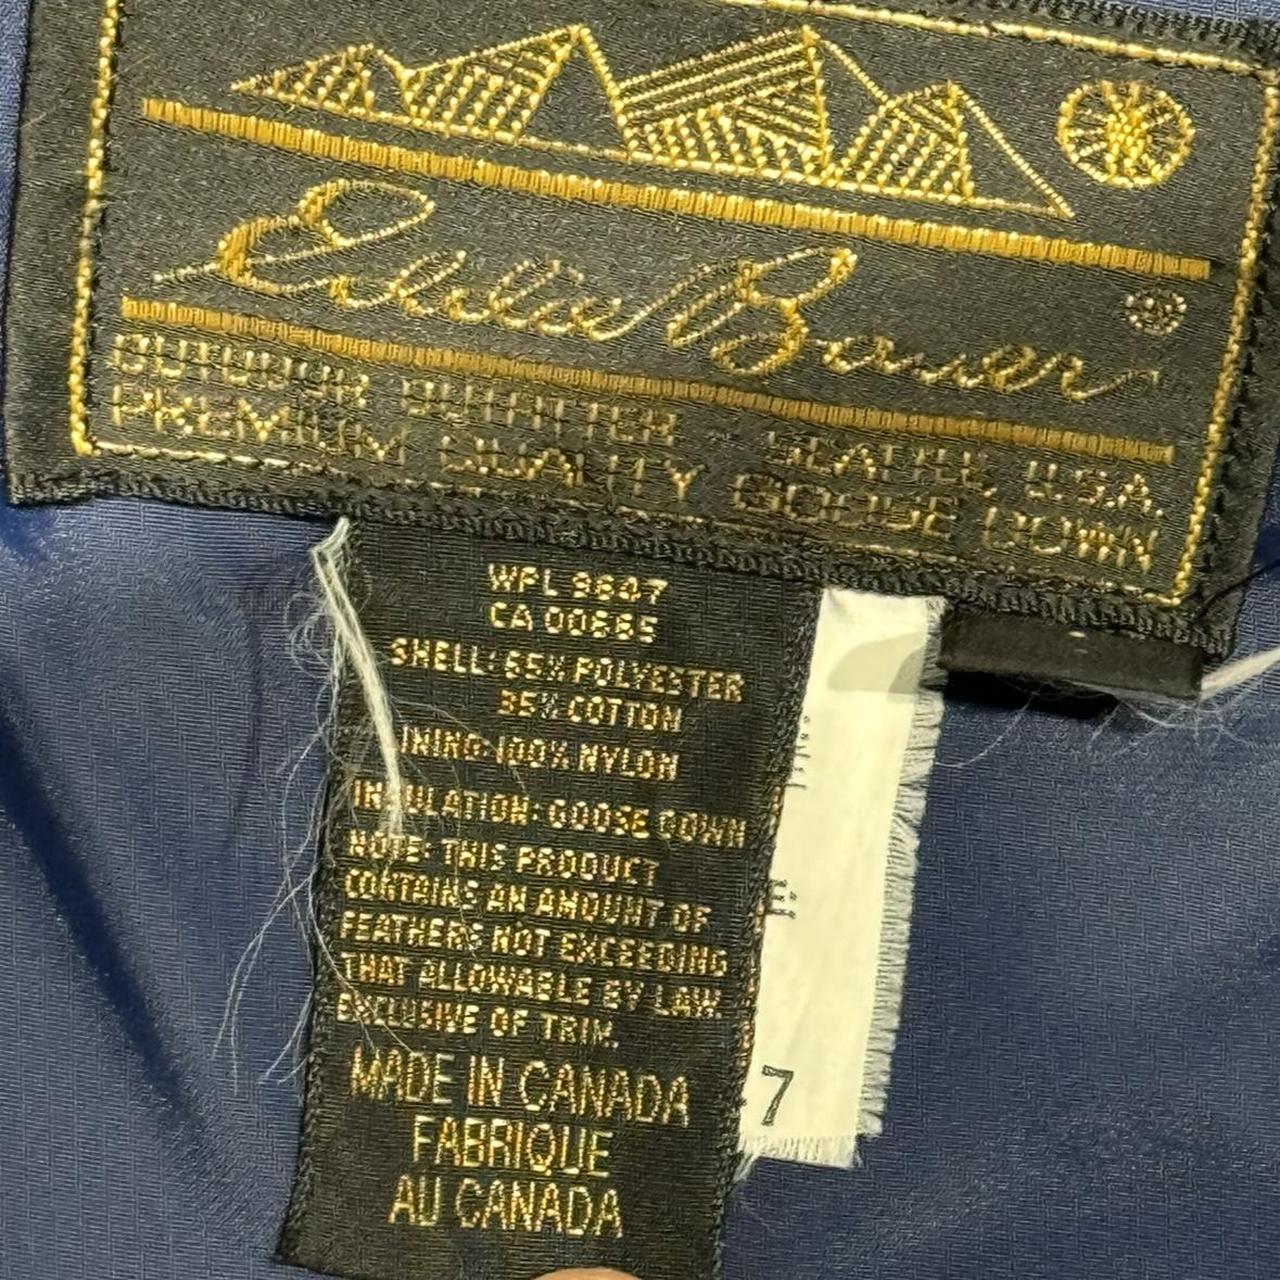 Eddie Bauer ®
OUTDOOR OUTFITTER - SEATTLE, U.S.A.
PREMIUM QUALITY GOOSE DOWN
WPL 9647
CA 00665
SHELL: 65% POLYESTER
35% COTTON
LINING: 100% NYLON
INSULATION: GOOSE DOWN
NOTE: THIS PRODUCT
CONTAINS AN AMOUNT OF
FEATHERS NOT EXCEEDING
THAT ALLOWABLE BY LAW.
EXCLUSIVE OF TRIM.
MADE IN CANADA
FABRIQUE
AU CANADA
E:
7